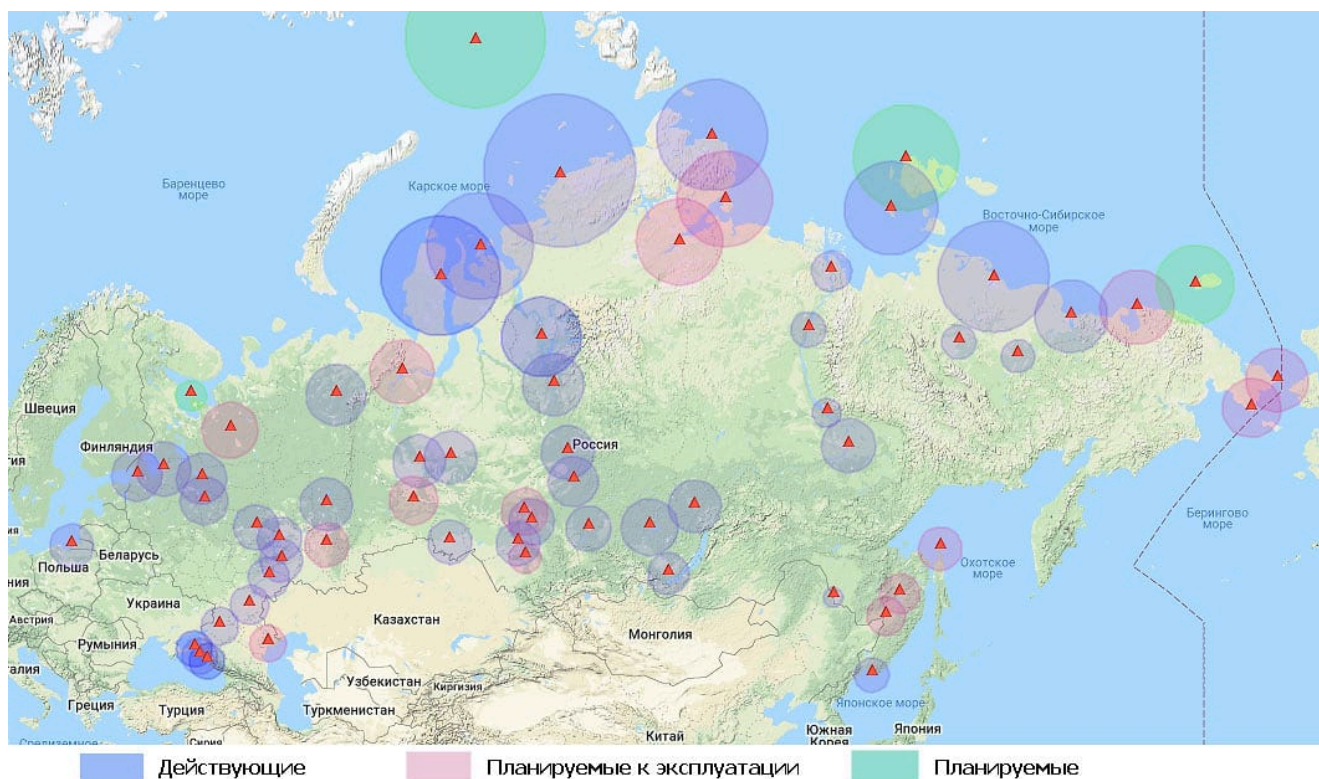 Баренцево
море
Карское море
Восточно-Сибирское
море
Швеция
Финляндия
Россия
Берингово
море
Беларусь
Польша
Охотское
море
Украина
Казахстан
Австрия
Монголия
Румыния
Узбекистан
Киргизия
Греция
Турция
Туркменистан
Японское море
Южная
Корея
Япония
Китай
Сирия
Средиземное
Действующие
Планируемые к эксплуатации
Планируемые